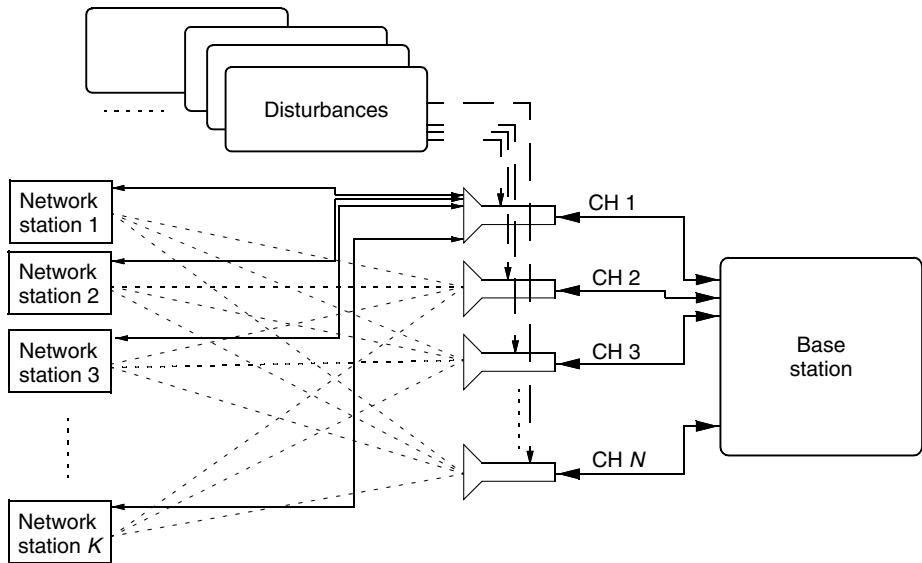 Disturbances
Network
station 1
Network
station 2
Network
station 3
Network
station K
CH 1
CH 2
CH 3
CH N
Base
station